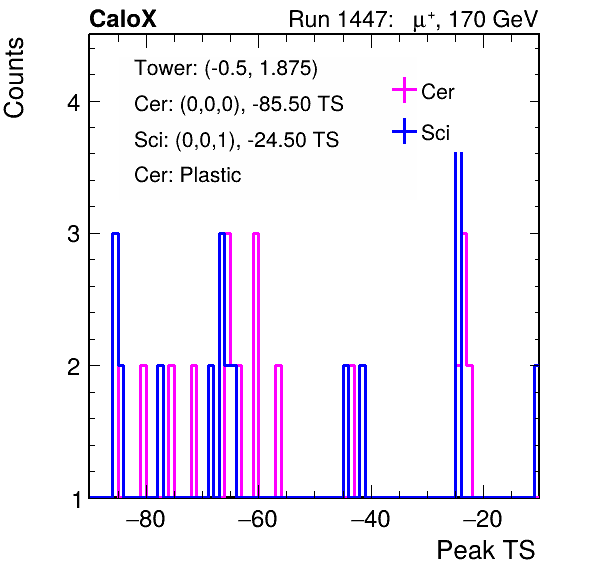 CaloX Run 1447: μ⁺, 170 GeV
Counts
Tower: (-0.5, 1.875)
Cer: (0,0,0), -85.50 TS
Sci: (0,0,1), -24.50 TS
Cer: Plastic
Cer
Sci
4
3
2
1
−80 −60 −40 −20
Peak TS